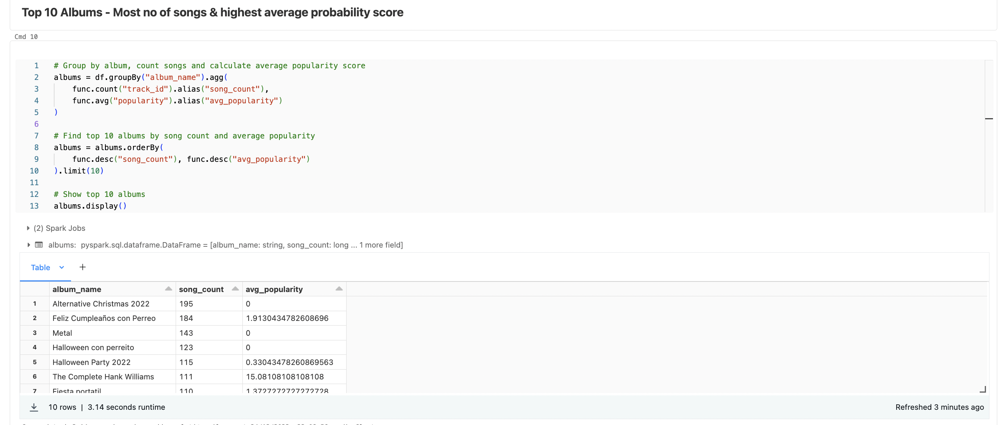 Top 10 Albums - Most no of songs & highest average probability score
Cmd 10
1 # Group by album, count songs and calculate average popularity score
2 albums = df.groupBy("album_name").agg(
3 func.count("track_id").alias("song_count"),
4 func.avg("popularity").alias("avg_popularity")
5 )
6
7 # Find top 10 albums by song count and average popularity
8 albums = albums.orderBy(
9 func.desc("song_count"), func.desc("avg_popularity")
10 ).limit(10)
11
12 # Show top 10 albums
13 albums.display()
(2) Spark Jobs
albums: pyspark.sql.dataframe.DataFrame = [album_name: string, song_count: long ... 1 more field]
Table +
album_name song_count avg_popularity
1 Alternative Christmas 2022 195 0
2 Feliz Cumpleaños con Perreo 184 1.9130434782608696
3 Metal 143 0
4 Halloween con perreito 123 0
5 Halloween Party 2022 115 0.33043478260869563
6 The Complete Hank Williams 111 15.08108108108108
7 Fiesta portatil 110 1.3727272727272728
10 rows | 3.14 seconds runtime
Refreshed 3 minutes ago